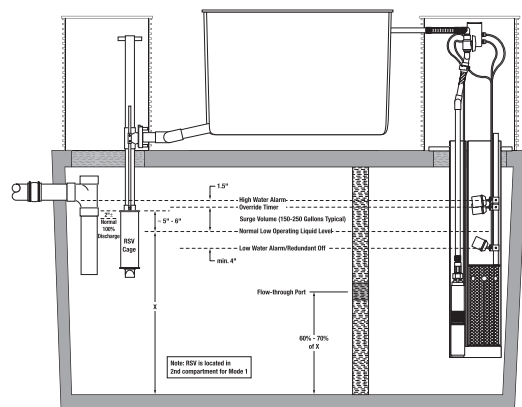 1.5"
High Water Alarm
Override Timer
2"±
Normal
100%
Discharge
RSV
Cage
~ 5" - 6"
Surge Volume (150-250 Gallons Typical)
Normal Low Operating Liquid Level
Low Water Alarm/Redundant Off
min. 4"
Flow-through Port
X
60% - 70%
of X
Note: RSV is located in
2nd compartment for Mode 1